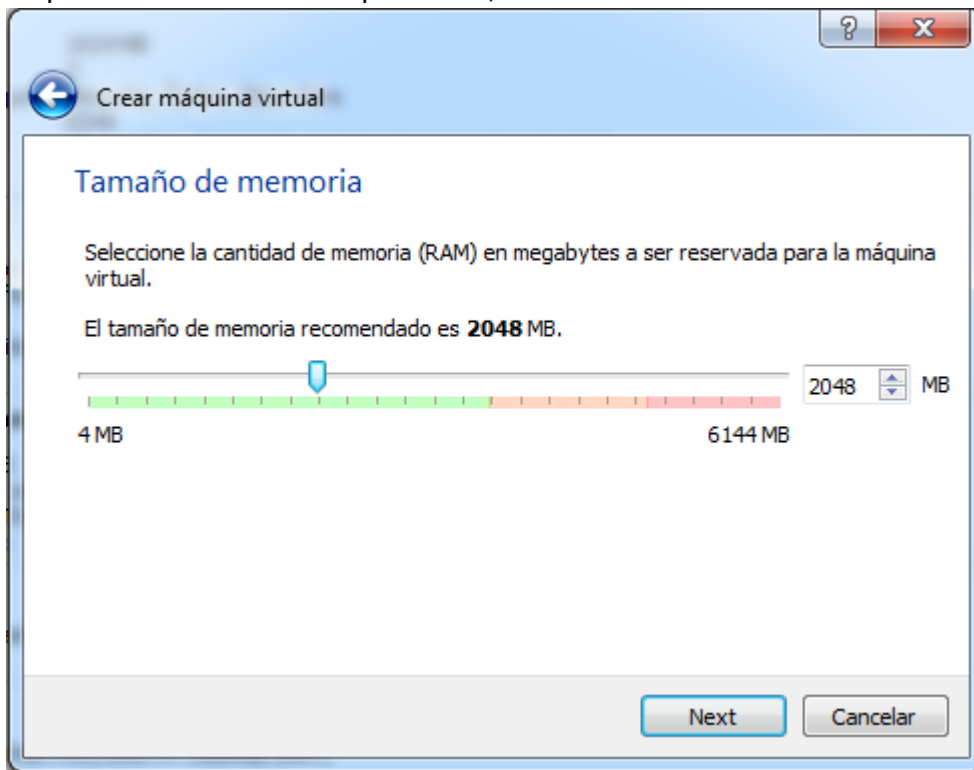 Crear máquina virtual
Tamaño de memoria
Seleccione la cantidad de memoria (RAM) en megabytes a ser reservada para la máquina
virtual.
El tamaño de memoria recomendado es 2048 MB.
2048 MB
4 MB 6144 MB
Next Cancelar